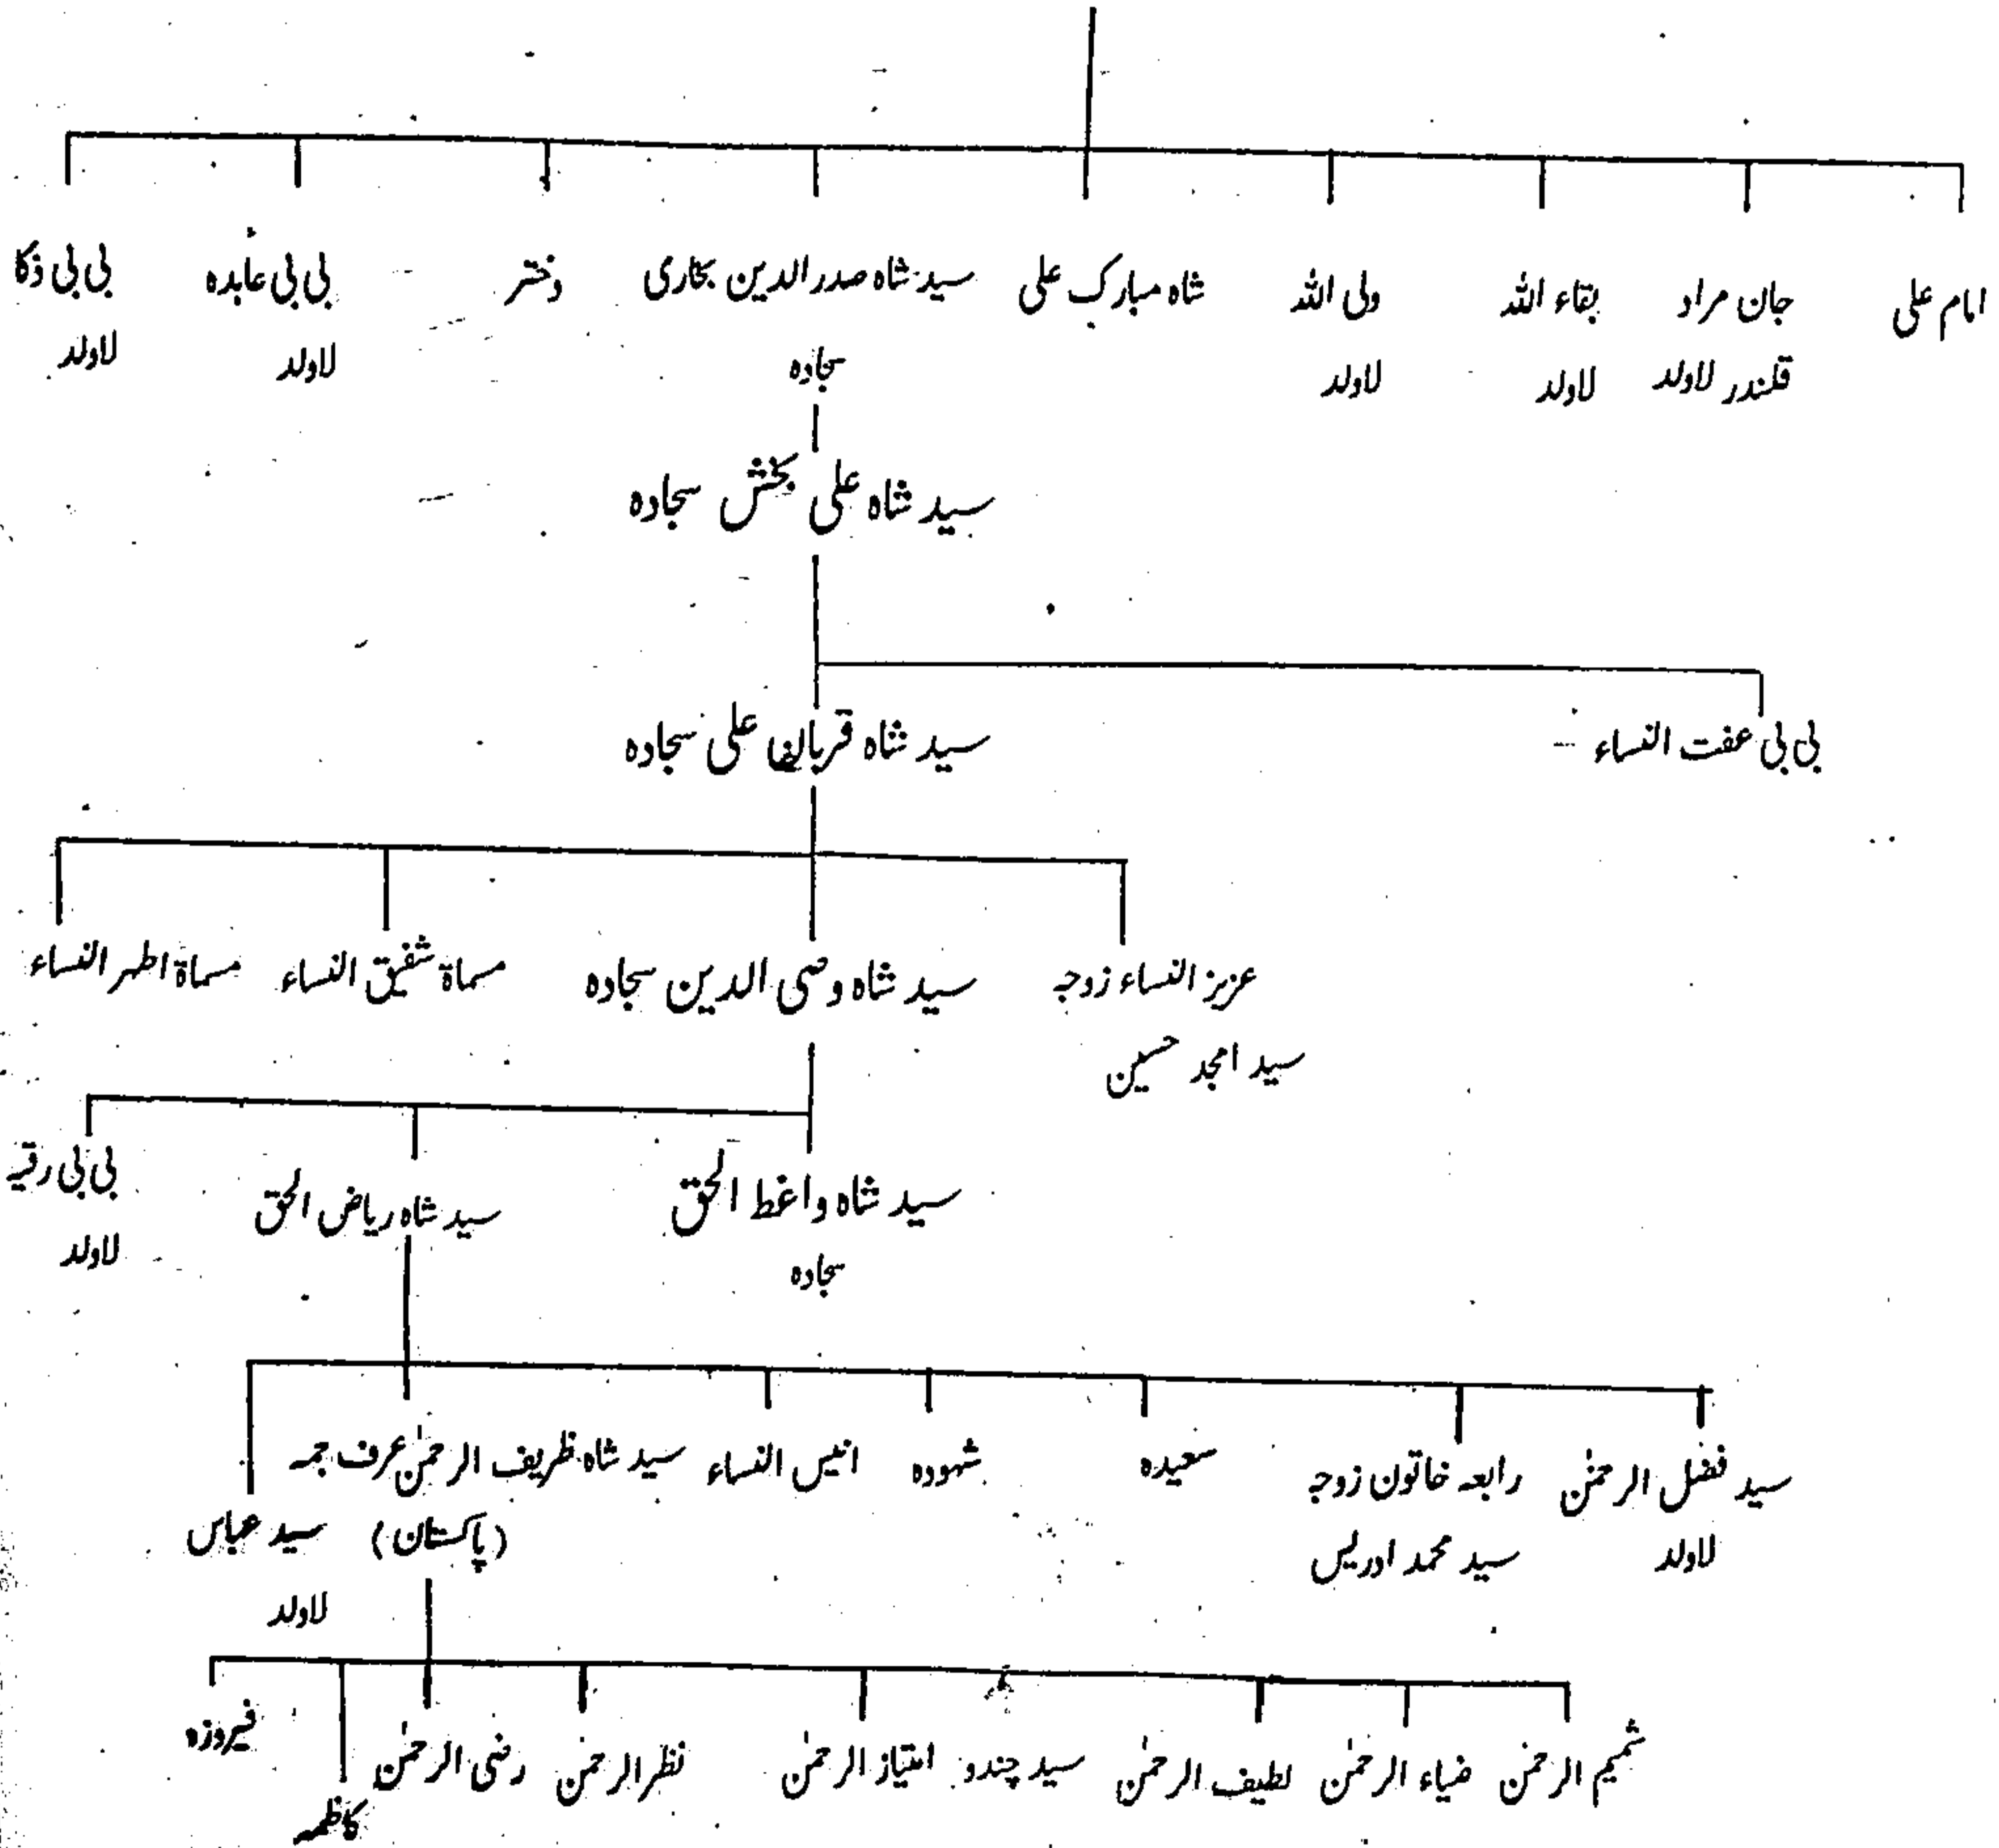 امام علی جان مراد بقاء اللہ ولی اللہ شاہ مبارک علی سید شاہ صدر الدین بخاری دختر بی بی عابدہ بی بی ذکا
قلندر لاولد لاولد لاولد سجادہ لاولد لاولد
سید شاہ علی بخش سجادہ
بی بی عفت النساء سید شاہ قربان علی سجادہ
عزیز النساء زوجہ سید شاہ وصی الدین سجادہ مسماۃ شفیق النساء مسماۃ اطہر النساء
سید امجد حسین
سید شاہ واعظ الحق سید شاہ ریاض الحق بی بی رقیہ
سجادہ لاولد
سید فضل الرحمٰن رابعہ خاتون زوجہ سعیدہ شہودہ انیس النساء سید شاہ ظریف الرحمٰن عرف جمہ
لاولد سید محمد ادریس (پاکستان) سید عباس
لاولد
شمیم الرحمٰن ضیاء الرحمٰن لطیف الرحمٰن سید چندو امتیاز الرحمٰن نظر الرحمٰن رضی الرحمٰن فیروزہ
کاظمہ